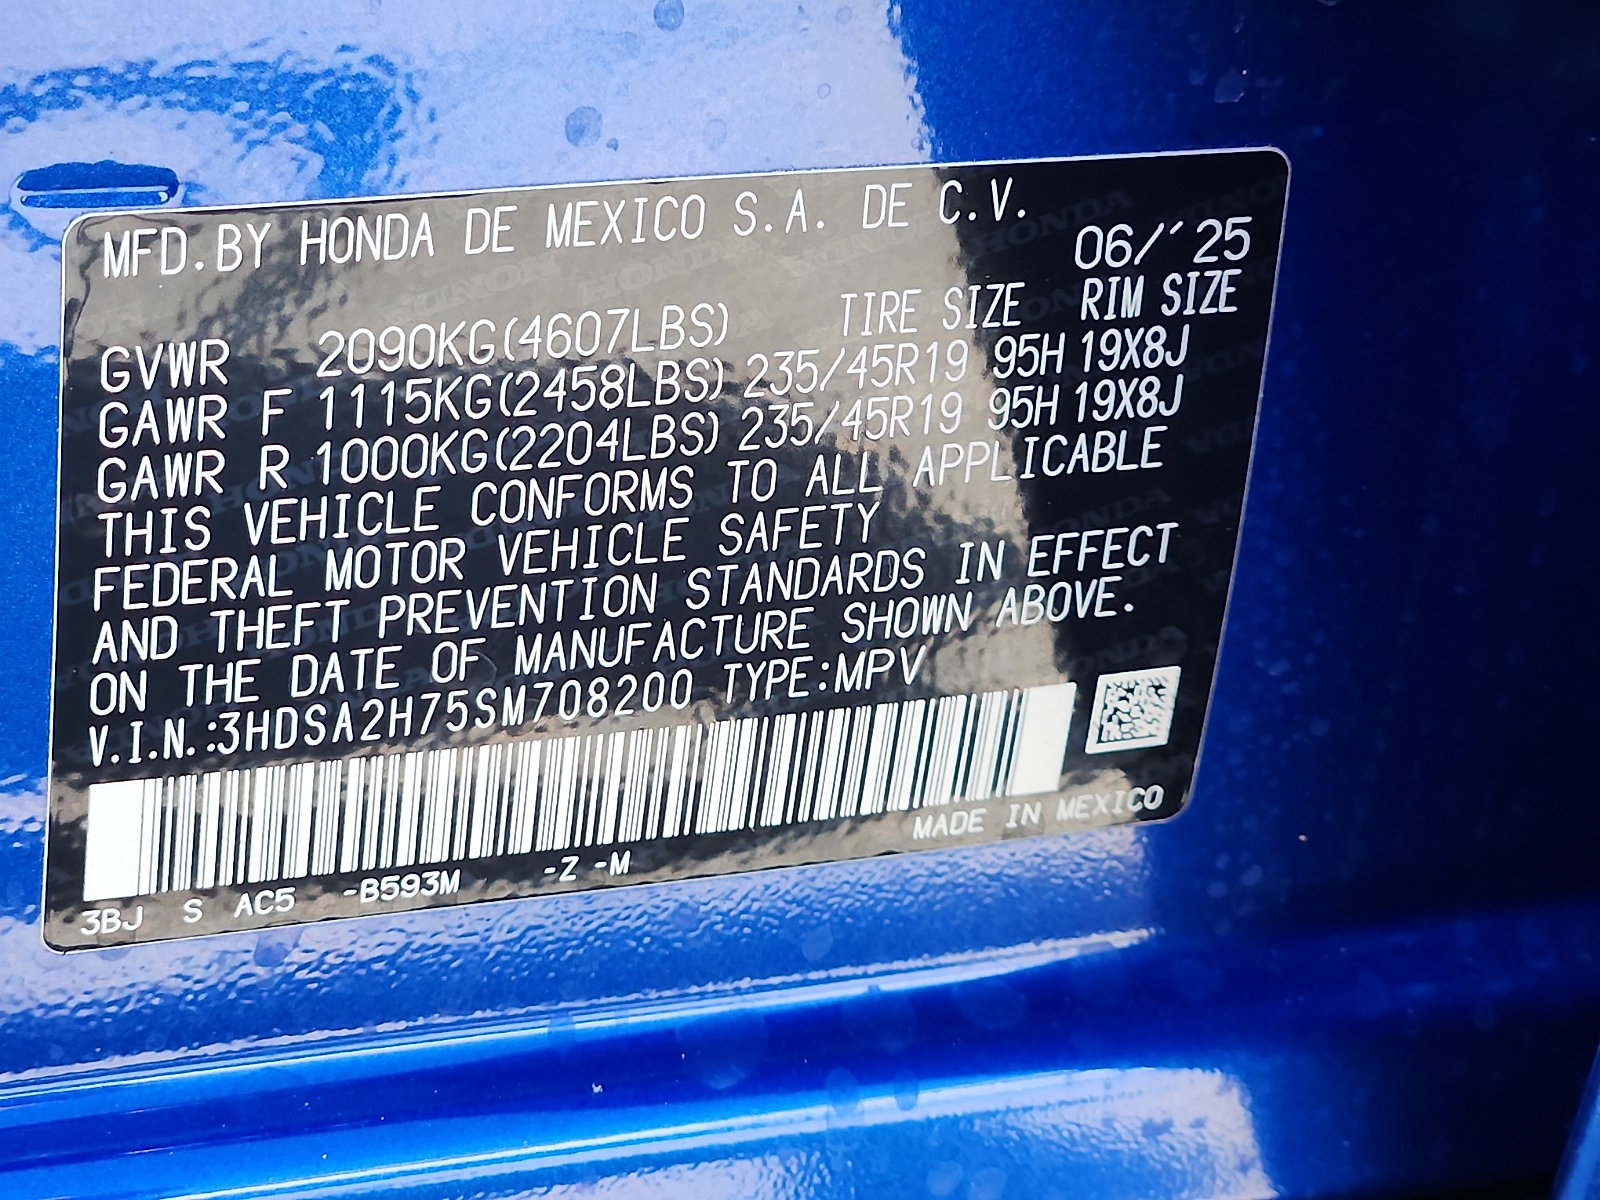 MFD.BY HONDA DE MEXICO S.A. DE C.V.
06/´25
TIRE SIZE RIM SIZE
GVWR 2090KG(4607LBS)
GAWR F 1115KG(2458LBS) 235/45R19 95H 19X8J
GAWR R 1000KG(2204LBS) 235/45R19 95H 19X8J
THIS VEHICLE CONFORMS TO ALL APPLICABLE
FEDERAL MOTOR VEHICLE SAFETY
AND THEFT PREVENTION STANDARDS IN EFFECT
ON THE DATE OF MANUFACTURE SHOWN ABOVE.
V.I.N.:3HDSA2H75SM708200 TYPE:MPV
MADE IN MEXICO
3BJ S AC5 -B593M -Z -M